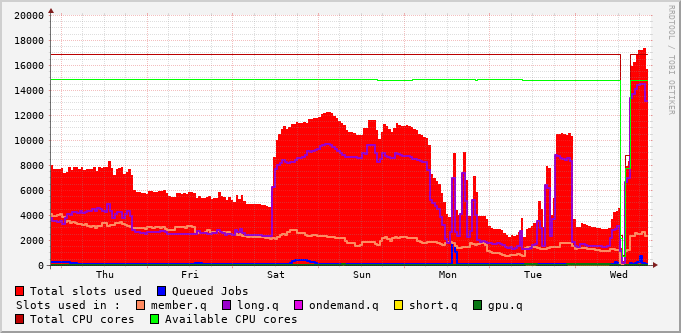 20000
18000
16000
14000
12000
10000
8000
6000
4000
2000
0
Thu Fri Sat Sun Mon Tue Wed
RRDTOOL / TOBI OETIKER
Total slots used Queued Jobs
Slots used in : member.q long.q ondemand.q short.q gpu.q
Total CPU cores Available CPU cores